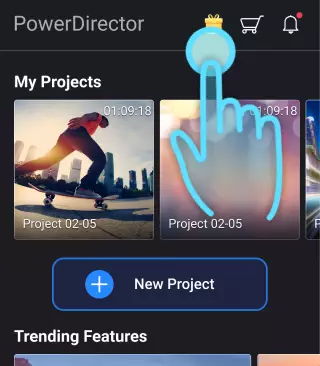 PowerDirector
My Projects
01:09:18
01:09:18
Project 02-05
Project 02-05
New Project
Trending Features